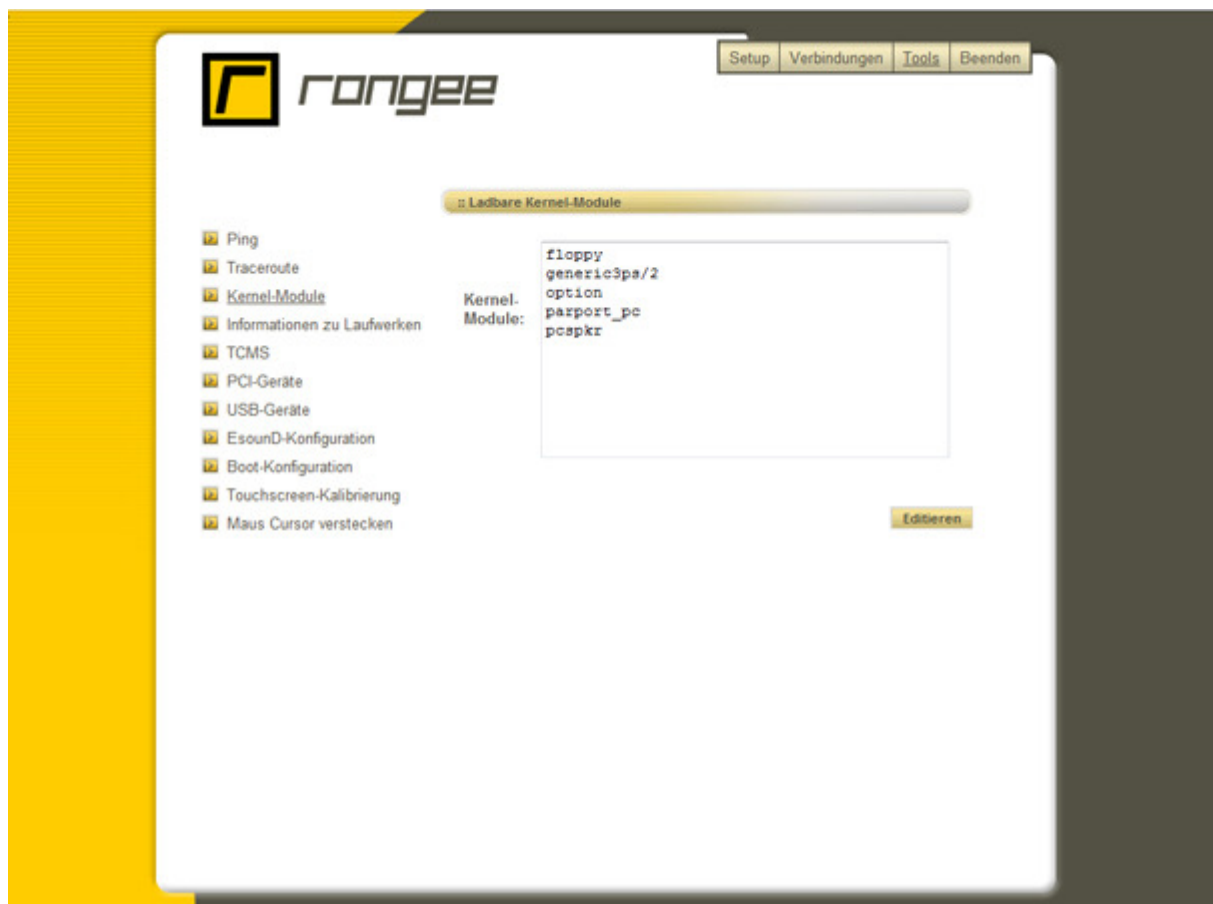 rangee
Setup Verbindungen Tools Beenden
:: Ladbare Kernel-Module
Ping
Traceroute
Kernel-Module
Informationen zu Laufwerken
TCMS
PCI-Geräte
USB-Geräte
EsounD-Konfiguration
Boot-Konfiguration
Touchscreen-Kalibrierung
Maus Cursor verstecken
Kernel-
Module:
floppy
generic3ps/2
option
parport_pc
pcspkr
Editieren